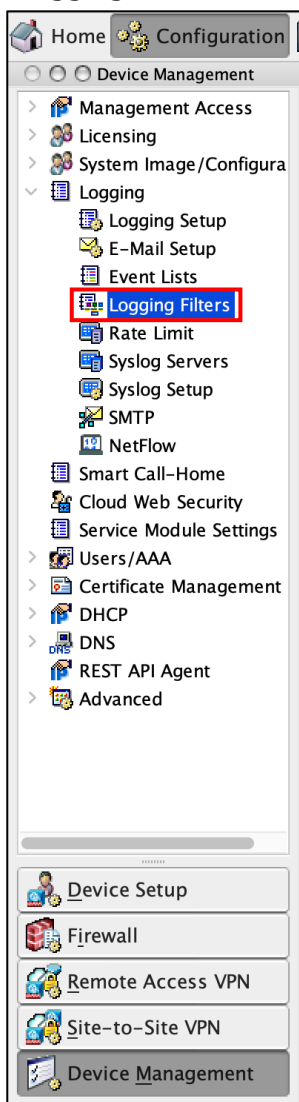 Home Configuration
Device Management
Management Access
Licensing
System Image/Configura
Logging
Logging Setup
E-Mail Setup
Event Lists
Logging Filters
Rate Limit
Syslog Servers
Syslog Setup
SMTP
NetFlow
Smart Call-Home
Cloud Web Security
Service Module Settings
Users/AAA
Certificate Management
DHCP
DNS
DNS
REST API Agent
Advanced
Device Setup
Firewall
Remote Access VPN
Site-to-Site VPN
Device Management